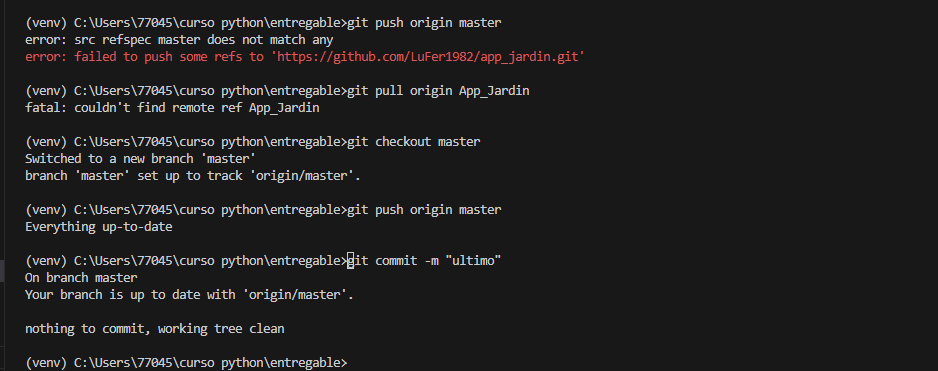 (venv) C:\Users\77045\curso python\entregable>git push origin master
error: src refspec master does not match any
error: failed to push some refs to 'https://github.com/LuFer1982/app_jardin.git'
(venv) C:\Users\77045\curso python\entregable>git pull origin App_Jardin
fatal: couldn't find remote ref App_Jardin
(venv) C:\Users\77045\curso python\entregable>git checkout master
Switched to a new branch 'master'
branch 'master' set up to track 'origin/master'.
(venv) C:\Users\77045\curso python\entregable>git push origin master
Everything up-to-date
(venv) C:\Users\77045\curso python\entregable>git commit -m "ultimo"
On branch master
Your branch is up to date with 'origin/master'.
nothing to commit, working tree clean
(venv) C:\Users\77045\curso python\entregable>